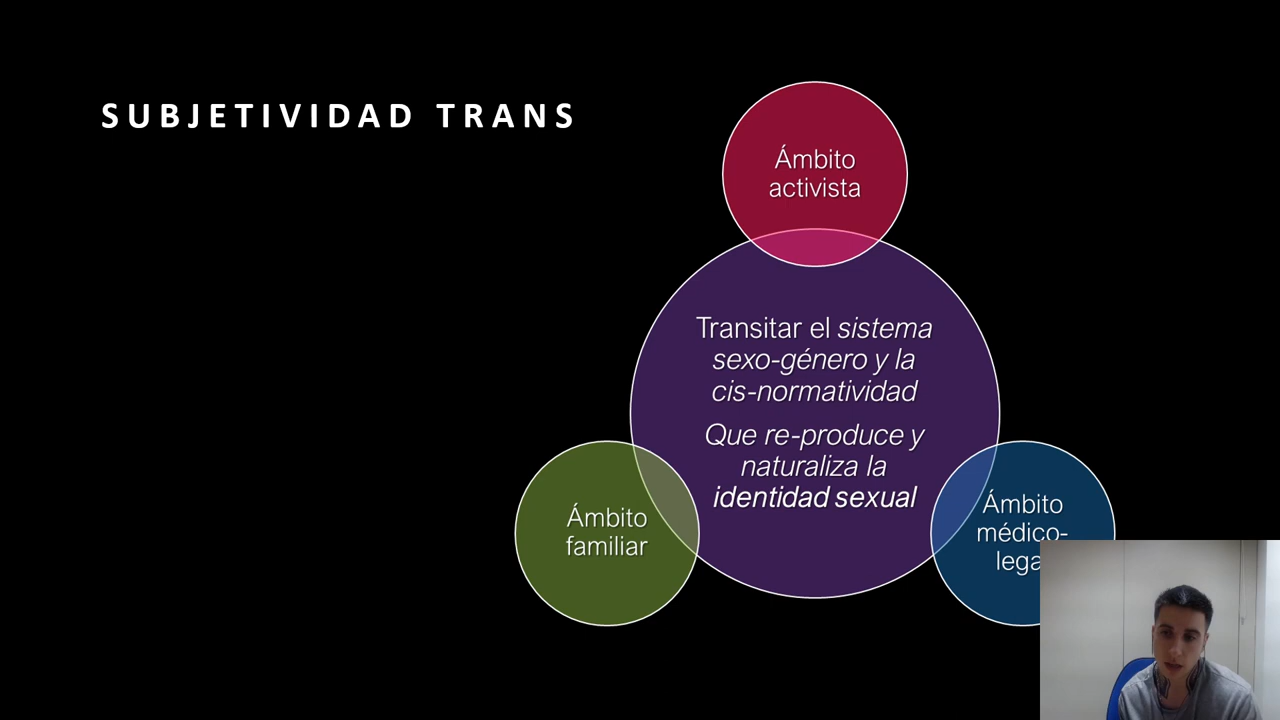 SUBJETIVIDAD TRANS
Ámbito
activista
Transitar el sistema
sexo-género y la
cis-normatividad
Que re-produce y
naturaliza la
identidad sexual
Ámbito
familiar
Ámbito
médico-